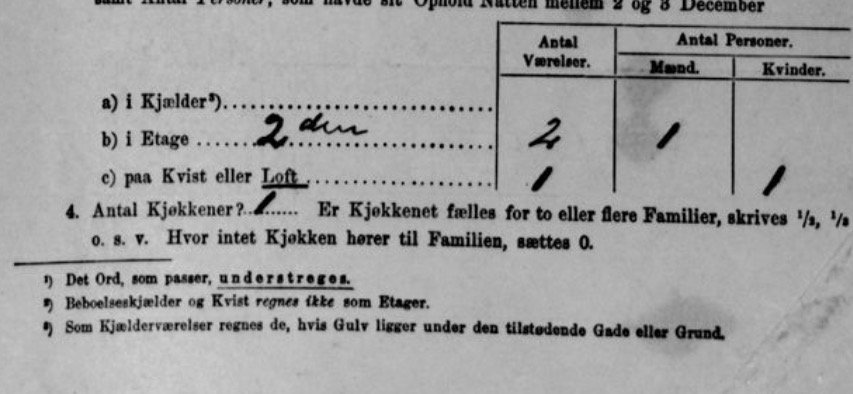 samt Antal Personer, som havde sit Ophold Natten mellem 2 og 3 December
Antal Værelser. Antal Personer.
Mænd. Kvinder.
a) i Kjælder³)
b) i Etage 2 den 2 1
c) paa Kvist eller Loft 1 1
4. Antal Kjøkkener? 1 Er Kjøkkenet fælles for to eller flere Familier, skrives ¹/₂, ¹/₃
o. s. v. Hvor intet Kjøkken hører til Familien, sættes 0.
¹) Det Ord, som passer, understreges.
²) Beboelseskjælder og Kvist regnes ikke som Etager.
³) Som Kjælderværelser regnes de, hvis Gulv ligger under den tilstødende Gade eller Grund.